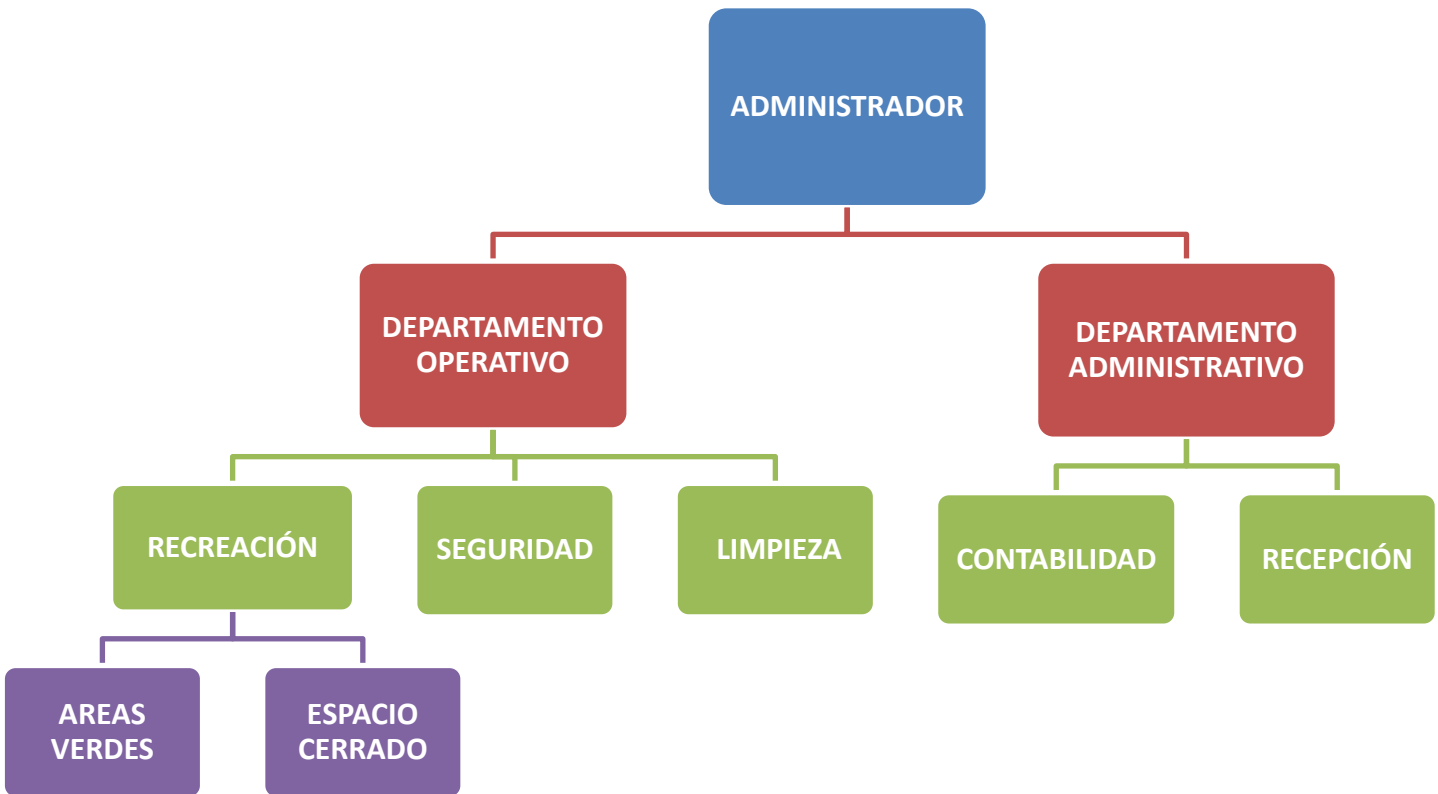 ADMINISTRADOR
DEPARTAMENTO
OPERATIVO
DEPARTAMENTO
ADMINISTRATIVO
RECREACIÓN
SEGURIDAD
LIMPIEZA
CONTABILIDAD
RECEPCIÓN
AREAS
VERDES
ESPACIO
CERRADO